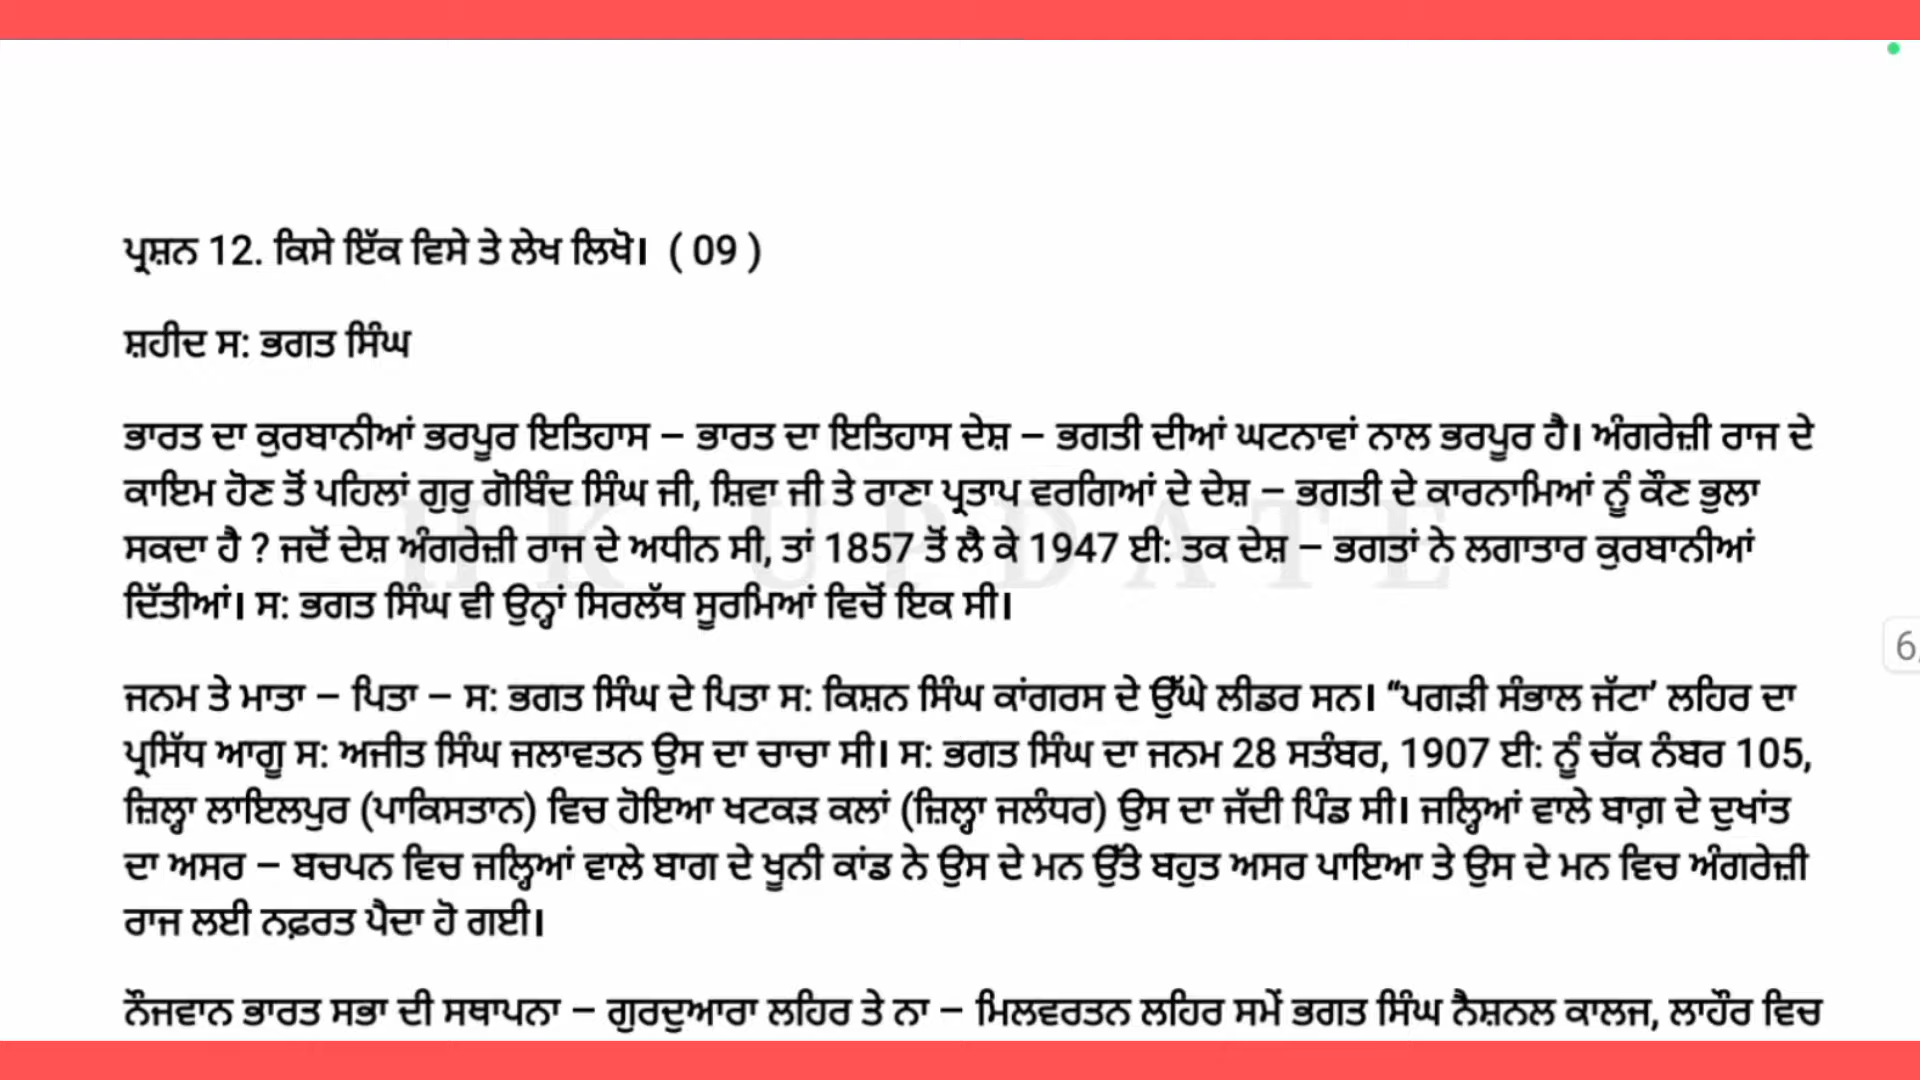 ਪ੍ਰਸ਼ਨ 12. ਕਿਸੇ ਇੱਕ ਵਿਸੇ ਤੇ ਲੇਖ ਲਿਖੋ। ( 09 )
ਸ਼ਹੀਦ ਸ: ਭਗਤ ਸਿੰਘ
ਭਾਰਤ ਦਾ ਕੁਰਬਾਨੀਆਂ ਭਰਪੂਰ ਇਤਿਹਾਸ – ਭਾਰਤ ਦਾ ਇਤਿਹਾਸ ਦੇਸ਼ – ਭਗਤੀ ਦੀਆਂ ਘਟਨਾਵਾਂ ਨਾਲ ਭਰਪੂਰ ਹੈ। ਅੰਗਰੇਜ਼ੀ ਰਾਜ ਦੇ
ਕਾਇਮ ਹੋਣ ਤੋਂ ਪਹਿਲਾਂ ਗੁਰੁ ਗੋਬਿੰਦ ਸਿੰਘ ਜੀ, ਸ਼ਿਵਾ ਜੀ ਤੇ ਰਾਣਾ ਪ੍ਰਤਾਪ ਵਰਗਿਆਂ ਦੇ ਦੇਸ਼ – ਭਗਤੀ ਦੇ ਕਾਰਨਾਮਿਆਂ ਨੂੰ ਕੌਣ ਭੁਲਾ
ਸਕਦਾ ਹੈ ? ਜਦੋਂ ਦੇਸ਼ ਅੰਗਰੇਜ਼ੀ ਰਾਜ ਦੇ ਅਧੀਨ ਸੀ, ਤਾਂ 1857 ਤੋਂ ਲੈ ਕੇ 1947 ਈ: ਤਕ ਦੇਸ਼ – ਭਗਤਾਂ ਨੇ ਲਗਾਤਾਰ ਕੁਰਬਾਨੀਆਂ
HK UPDATE
ਦਿੱਤੀਆਂ। ਸ: ਭਗਤ ਸਿੰਘ ਵੀ ਉਨ੍ਹਾਂ ਸਿਰਲੱਥ ਸੂਰਮਿਆਂ ਵਿਚੋਂ ਇਕ ਸੀ।
6
ਜਨਮ ਤੇ ਮਾਤਾ – ਪਿਤਾ – ਸ: ਭਗਤ ਸਿੰਘ ਦੇ ਪਿਤਾ ਸ: ਕਿਸ਼ਨ ਸਿੰਘ ਕਾਂਗਰਸ ਦੇ ਉੱਘੇ ਲੀਡਰ ਸਨ। “ਪਗੜੀ ਸੰਭਾਲ ਜੱਟਾ’ ਲਹਿਰ ਦਾ
ਪ੍ਰਸਿੱਧ ਆਗੂ ਸ: ਅਜੀਤ ਸਿੰਘ ਜਲਾਵਤਨ ਉਸ ਦਾ ਚਾਚਾ ਸੀ। ਸ: ਭਗਤ ਸਿੰਘ ਦਾ ਜਨਮ 28 ਸਤੰਬਰ, 1907 ਈ: ਨੂੰ ਚੱਕ ਨੰਬਰ 105,
ਜ਼ਿਲ੍ਹਾ ਲਾਇਲਪੁਰ (ਪਾਕਿਸਤਾਨ) ਵਿਚ ਹੋਇਆ ਖਟਕੜ ਕਲਾਂ (ਜ਼ਿਲ੍ਹਾ ਜਲੰਧਰ) ਉਸ ਦਾ ਜੱਦੀ ਪਿੰਡ ਸੀ। ਜਲ੍ਹਿਆਂ ਵਾਲੇ ਬਾਗ਼ ਦੇ ਦੁਖਾਂਤ
ਦਾ ਅਸਰ – ਬਚਪਨ ਵਿਚ ਜਲ੍ਹਿਆਂ ਵਾਲੇ ਬਾਗ ਦੇ ਖੂਨੀ ਕਾਂਡ ਨੇ ਉਸ ਦੇ ਮਨ ਉੱਤੇ ਬਹੁਤ ਅਸਰ ਪਾਇਆ ਤੇ ਉਸ ਦੇ ਮਨ ਵਿਚ ਅੰਗਰੇਜ਼ੀ
ਰਾਜ ਲਈ ਨਫ਼ਰਤ ਪੈਦਾ ਹੋ ਗਈ।
ਨੌਜਵਾਨ ਭਾਰਤ ਸਭਾ ਦੀ ਸਥਾਪਨਾ – ਗੁਰਦੁਆਰਾ ਲਹਿਰ ਤੇ ਨਾ – ਮਿਲਵਰਤਨ ਲਹਿਰ ਸਮੇਂ ਭਗਤ ਸਿੰਘ ਨੈਸ਼ਨਲ ਕਾਲਜ, ਲਾਹੌਰ ਵਿਚ